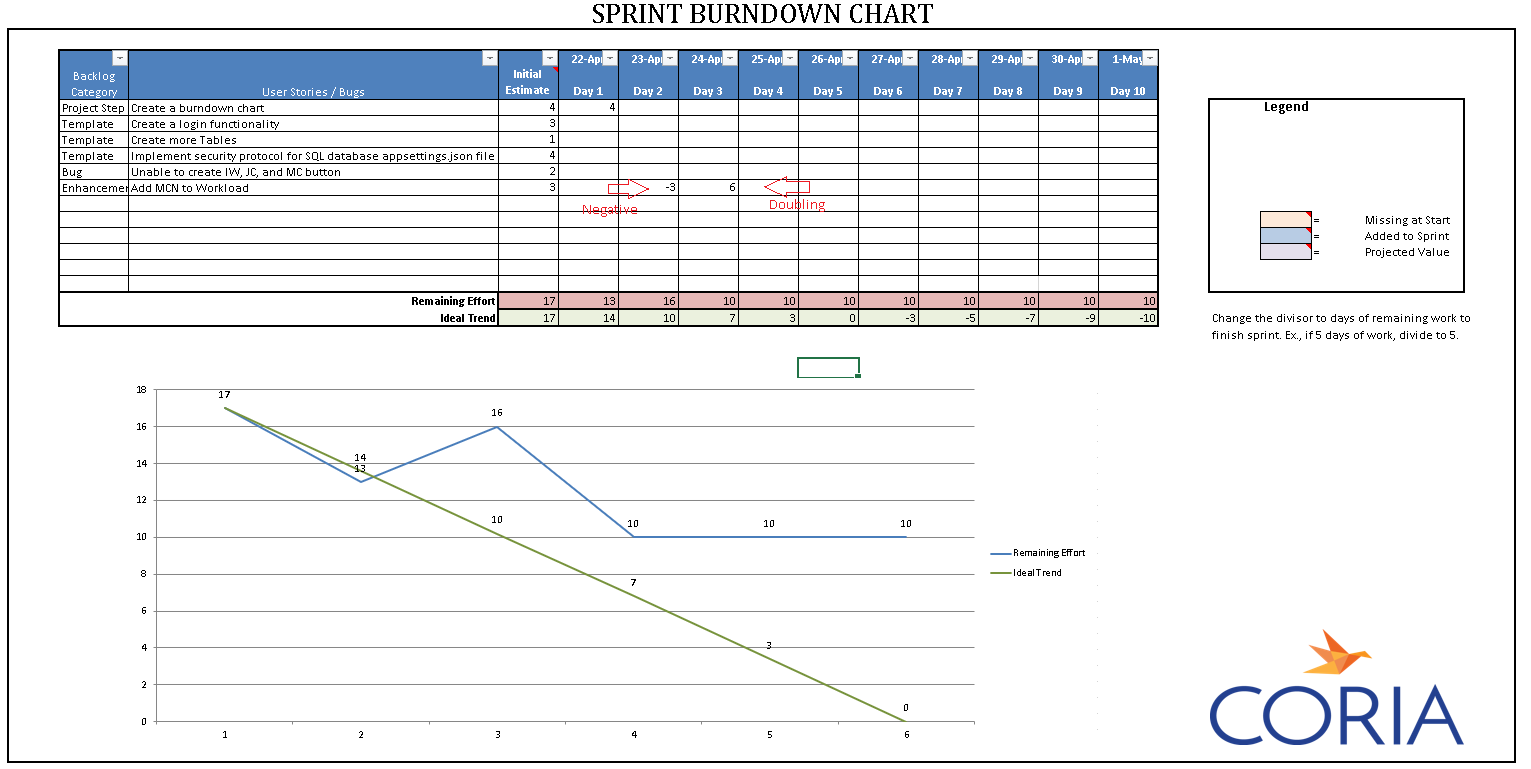 SPRINT BURNDOWN CHART
22-Ap 23-Ap 24-Ap 25-Ap 26-Ap 27-Ap 28-Ap 29-Ap 30-Ap 1-May
Backlog Category User Stories / Bugs Initial Estimate Day 1 Day 2 Day 3 Day 4 Day 5 Day 6 Day 7 Day 8 Day 9 Day 10
Project Step Create a burndown chart 4 4
Template Create a login functionality 3
Template Create more Tables 1
Template Implement security protocol for SQL database appsettings.json file 4
Bug Unable to create IW, JC, and MC button 2
Enhancemer Add MCN to Workload 3 -3 6
Negative Doubling
Remaining Effort 17 13 16 10 10 10 10 10 10 10 10
Ideal Trend 17 14 10 7 3 0 -3 -5 -7 -9 -10
Legend
= Missing at Start
= Added to Sprint
= Projected Value
Change the divisor to days of remaining work to
finish sprint. Ex., if 5 days of work, divide to 5.
18
16
14
12
10
8
6
4
2
0
17
14
13
16
10
10
7
10
3
10
0
1 2 3 4 5 6
Remaining Effort
Ideal Trend
CORIA